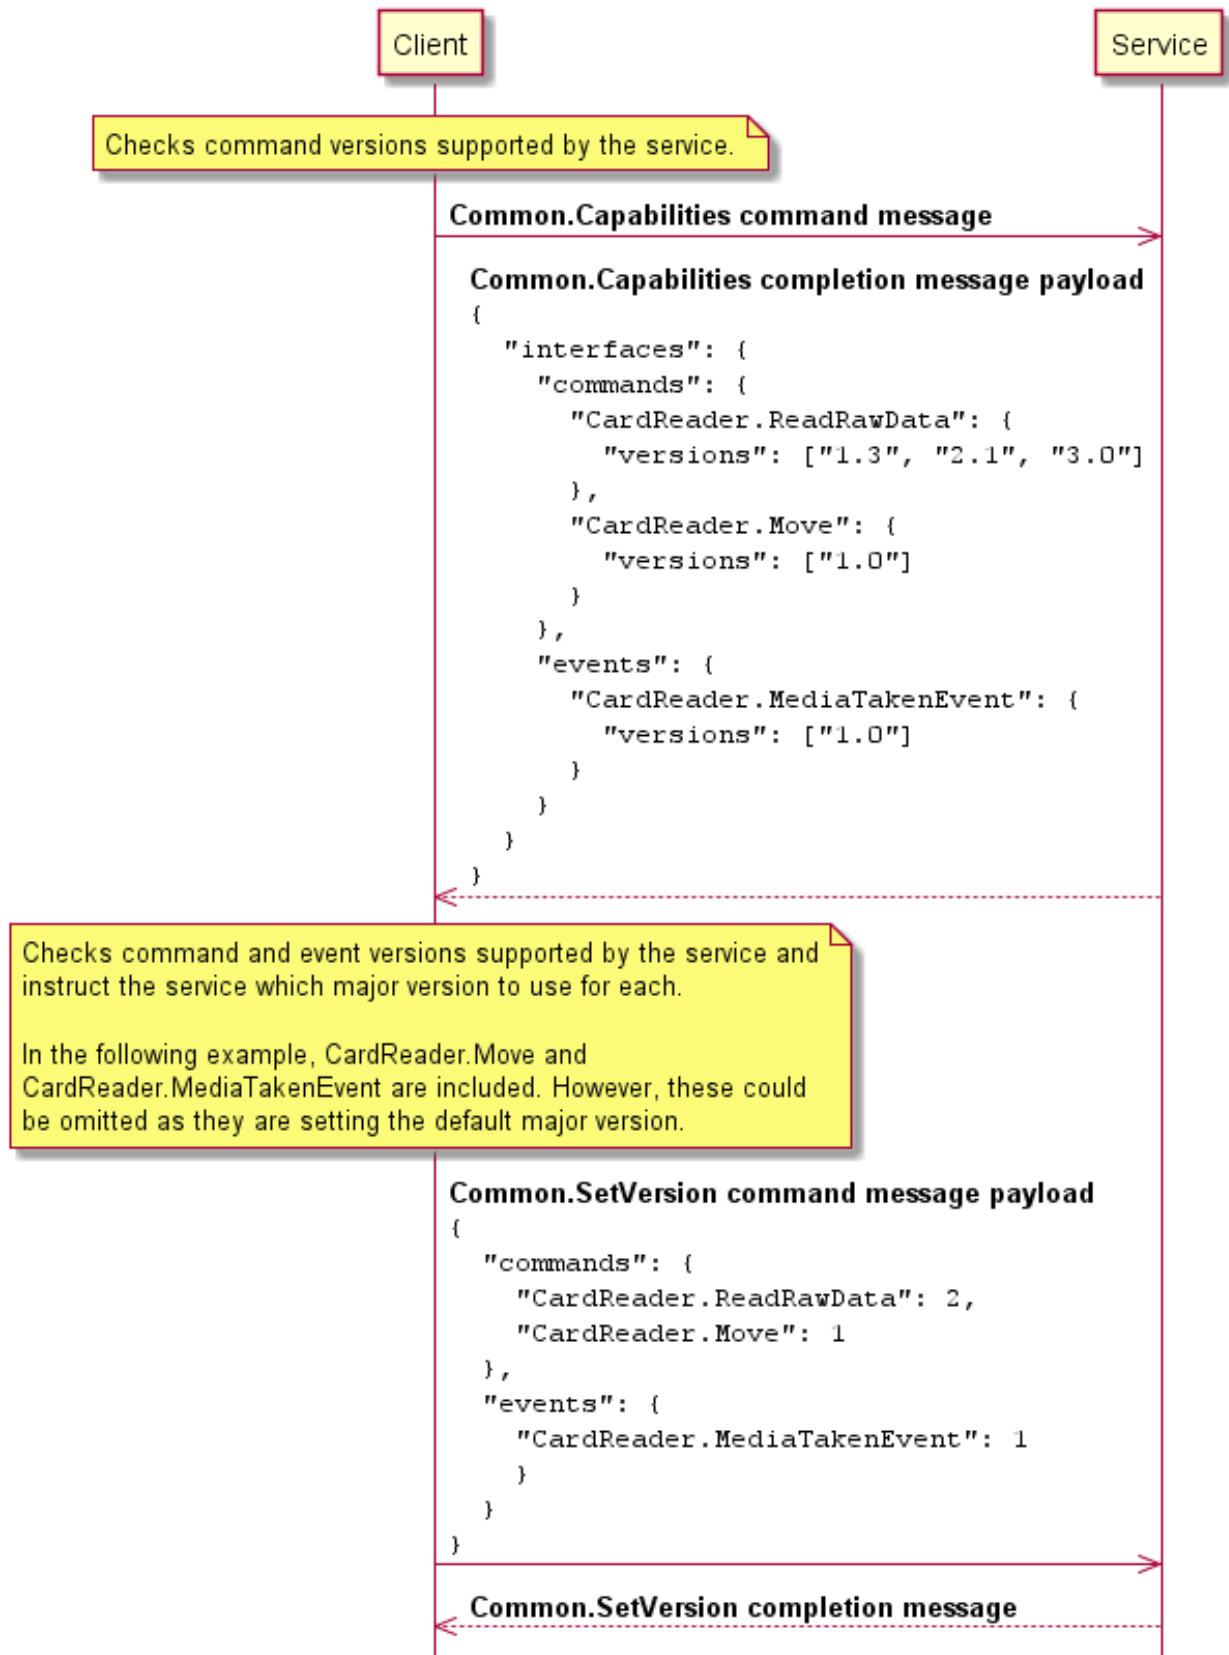 Client
Service
Checks command versions supported by the service.
Common.Capabilities command message
Common.Capabilities completion message payload
{
  "interfaces": {
    "commands": {
      "CardReader.ReadRawData": {
        "versions": ["1.3", "2.1", "3.0"]
      },
      "CardReader.Move": {
        "versions": ["1.0"]
      }
    },
    "events": {
      "CardReader.MediaTakenEvent": {
        "versions": ["1.0"]
      }
    }
  }
}
Checks command and event versions supported by the service and
instruct the service which major version to use for each.
In the following example, CardReader.Move and
CardReader.MediaTakenEvent are included. However, these could
be omitted as they are setting the default major version.
Common.SetVersion command message payload
{
  "commands": {
    "CardReader.ReadRawData": 2,
    "CardReader.Move": 1
  },
  "events": {
    "CardReader.MediaTakenEvent": 1
    }
  }
}
Common.SetVersion completion message